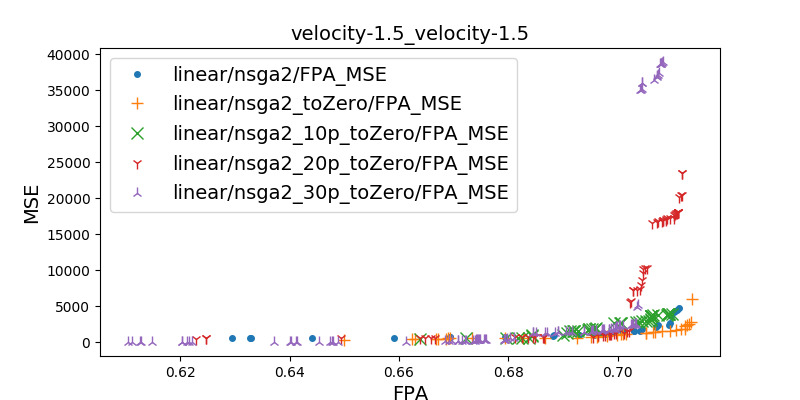 velocity-1.5_velocity-1.5
40000
35000
30000
25000
20000
15000
10000
5000
0
MSE
linear/nsga2/FPA_MSE
linear/nsga2_toZero/FPA_MSE
linear/nsga2_10p_toZero/FPA_MSE
linear/nsga2_20p_toZero/FPA_MSE
linear/nsga2_30p_toZero/FPA_MSE
0.62 0.64 0.66 0.68 0.70
FPA